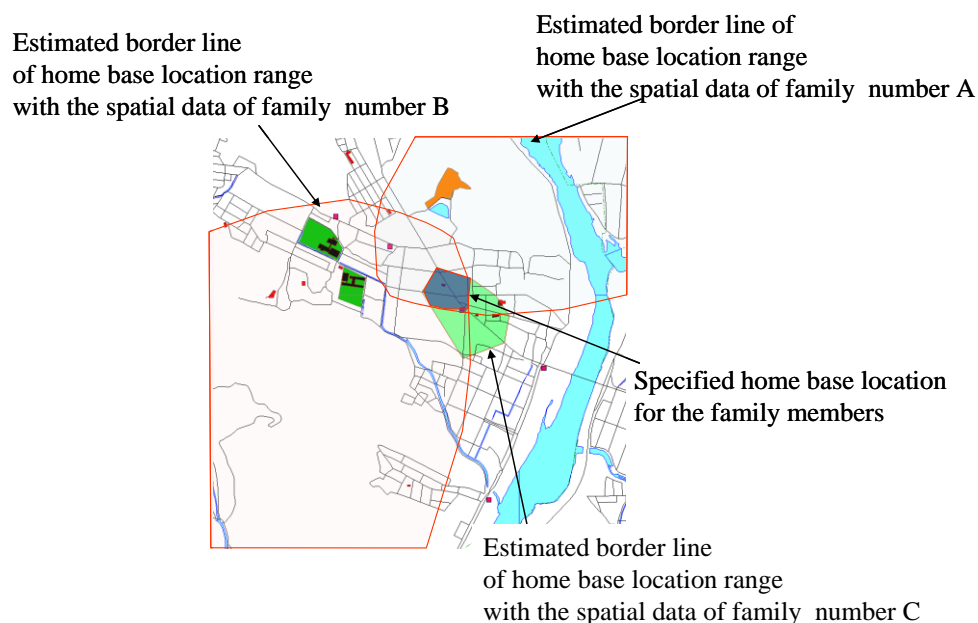 Estimated border line
of home base location range
with the spatial data of family number B
Estimated border line of
home base location range
with the spatial data of family number A
Specified home base location
for the family members
Estimated border line
of home base location range
with the spatial data of family number C